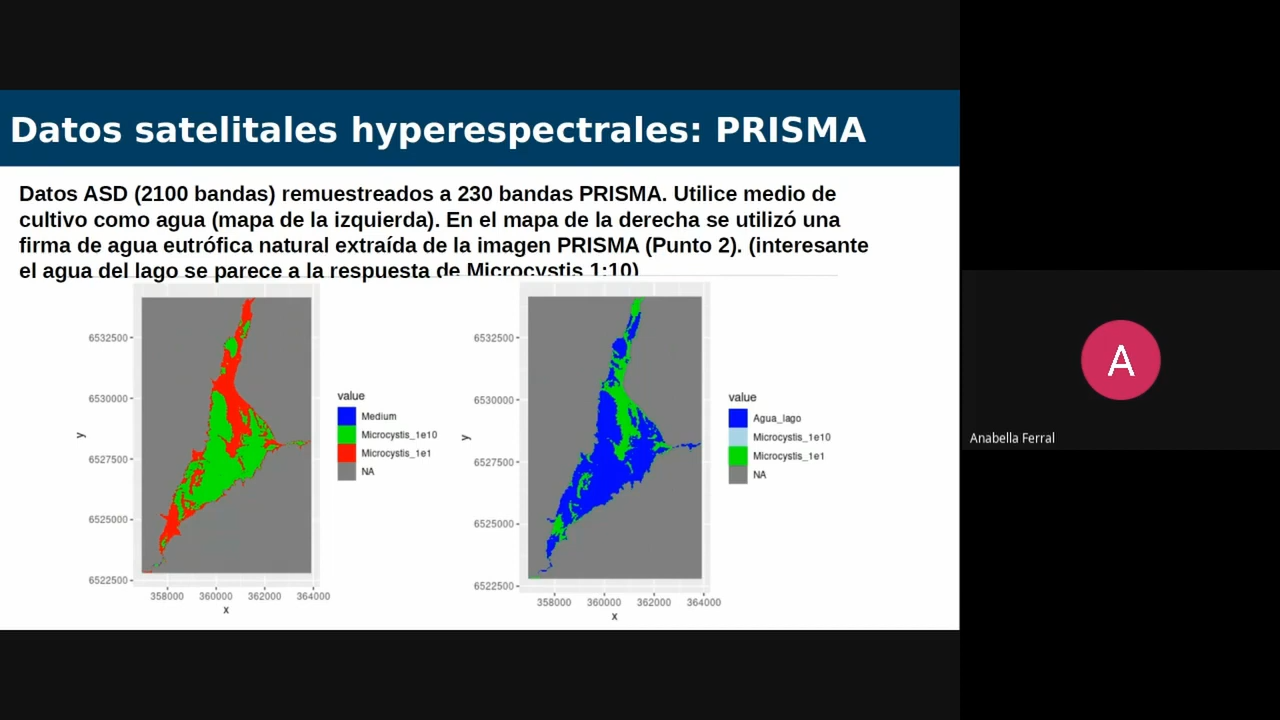 Datos satelitales hyperespectrales: PRISMA
Datos ASD (2100 bandas) remuestreados a 230 bandas PRISMA. Utilice medio de
cultivo como agua (mapa de la izquierda). En el mapa de la derecha se utilizó una
firma de agua eutrófica natural extraída de la imagen PRISMA (Punto 2). (interesante
el agua del lago se parece a la respuesta de Microcystis 1:10)
6532500
6530000
6527500
6525000
6522500
y
358000 360000 362000 364000
x
value
Medium
Microcystis_1e10
Microcystis_1e1
NA
6532500
6530000
6527500
6525000
6522500
y
358000 360000 362000 364000
x
value
Agua_lago
Microcystis_1e10
Microcystis_1e1
NA
A
Anabella Ferral